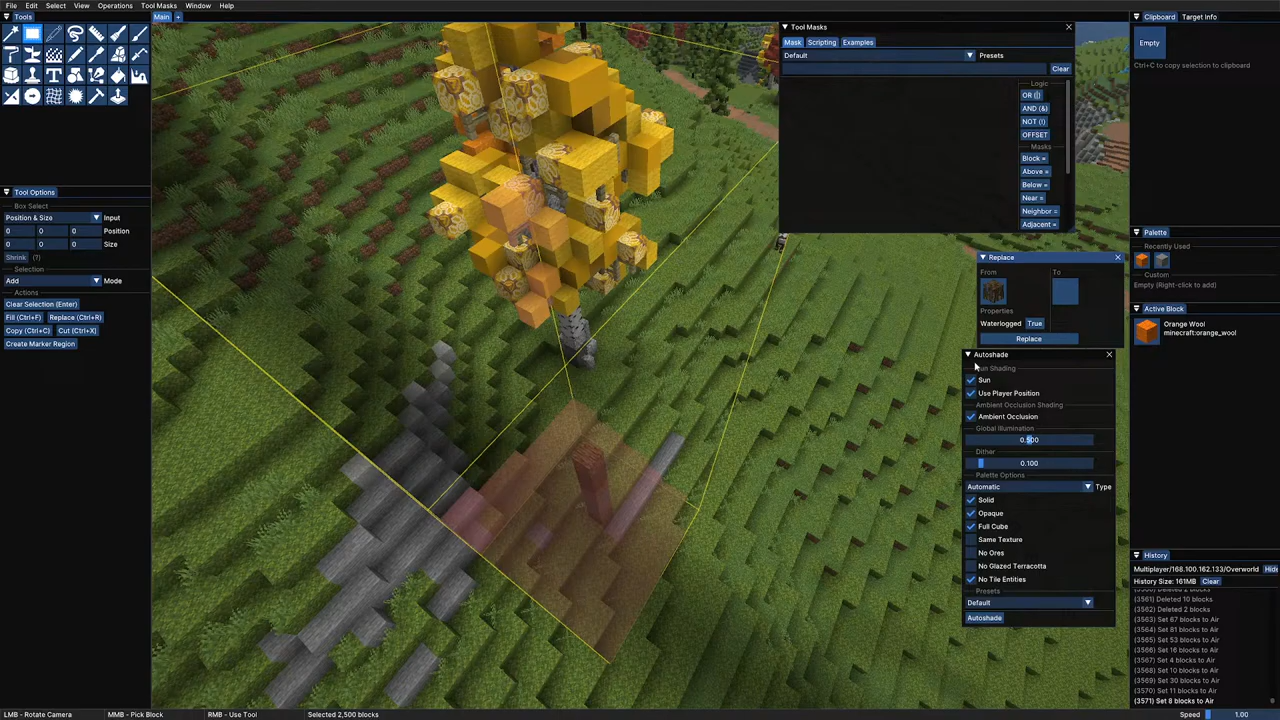 File Edit Select View Operations Tool Masks Window Help
Tools
Main +
Tool Options
Box Select
Position & Size Input
0 0 0 Position
0 0 0 Size
Shrink (?)
Selection
Add Mode
Actions
Clear Selection (Enter)
Fill (Ctrl+F) Replace (Ctrl+R)
Copy (Ctrl+C) Cut (Ctrl+X)
Create Marker Region
Tool Masks
Mask Scripting Examples
Default Presets
Clear
Logic
OR (|)
AND (&)
NOT (!)
OFFSET
Masks
Block =
Above =
Below =
Near =
Neighbor =
Adjacent =
Replace
From To
Properties
Waterlogged True
Replace
Autoshade
Sun Shading
Sun
Use Player Position
Ambient Occlusion Shading
Ambient Occlusion
Global Illumination
0.500
Dither
0.100
Palette Options
Automatic Type
Solid
Opaque
Full Cube
Same Texture
No Ores
No Glazed Terracotta
No Tile Entities
Presets
Default
Autoshade
Clipboard Target Info
Empty
Ctrl+C to copy selection to clipboard
Palette
Recently Used
Custom
Empty (Right-click to add)
Active Block
Orange Wool
minecraft:orange_wool
History
Multiplayer/168.100.162.133/Overworld Hide
History Size: 161MB Clear
(3561) Deleted 10 blocks
(3562) Deleted 2 blocks
(3563) Set 67 blocks to Air
(3564) Set 81 blocks to Air
(3565) Set 53 blocks to Air
(3566) Set 16 blocks to Air
(3567) Set 4 blocks to Air
(3568) Set 10 blocks to Air
(3569) Set 30 blocks to Air
(3570) Set 11 blocks to Air
(3571) Set 8 blocks to Air
LMB - Rotate Camera MMB - Pick Block RMB - Use Tool Selected 2,500 blocks Speed 1.00